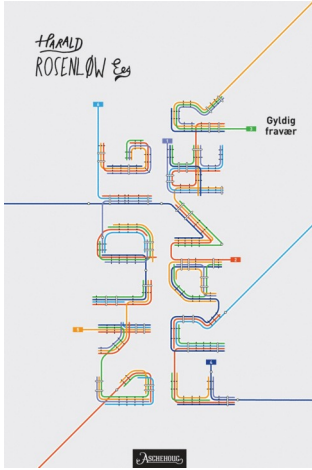 HARALD
ROSENLØW Eeg
Gyldig
fravær
GYLDIG
FRAVÆR
ASCHEHOUG